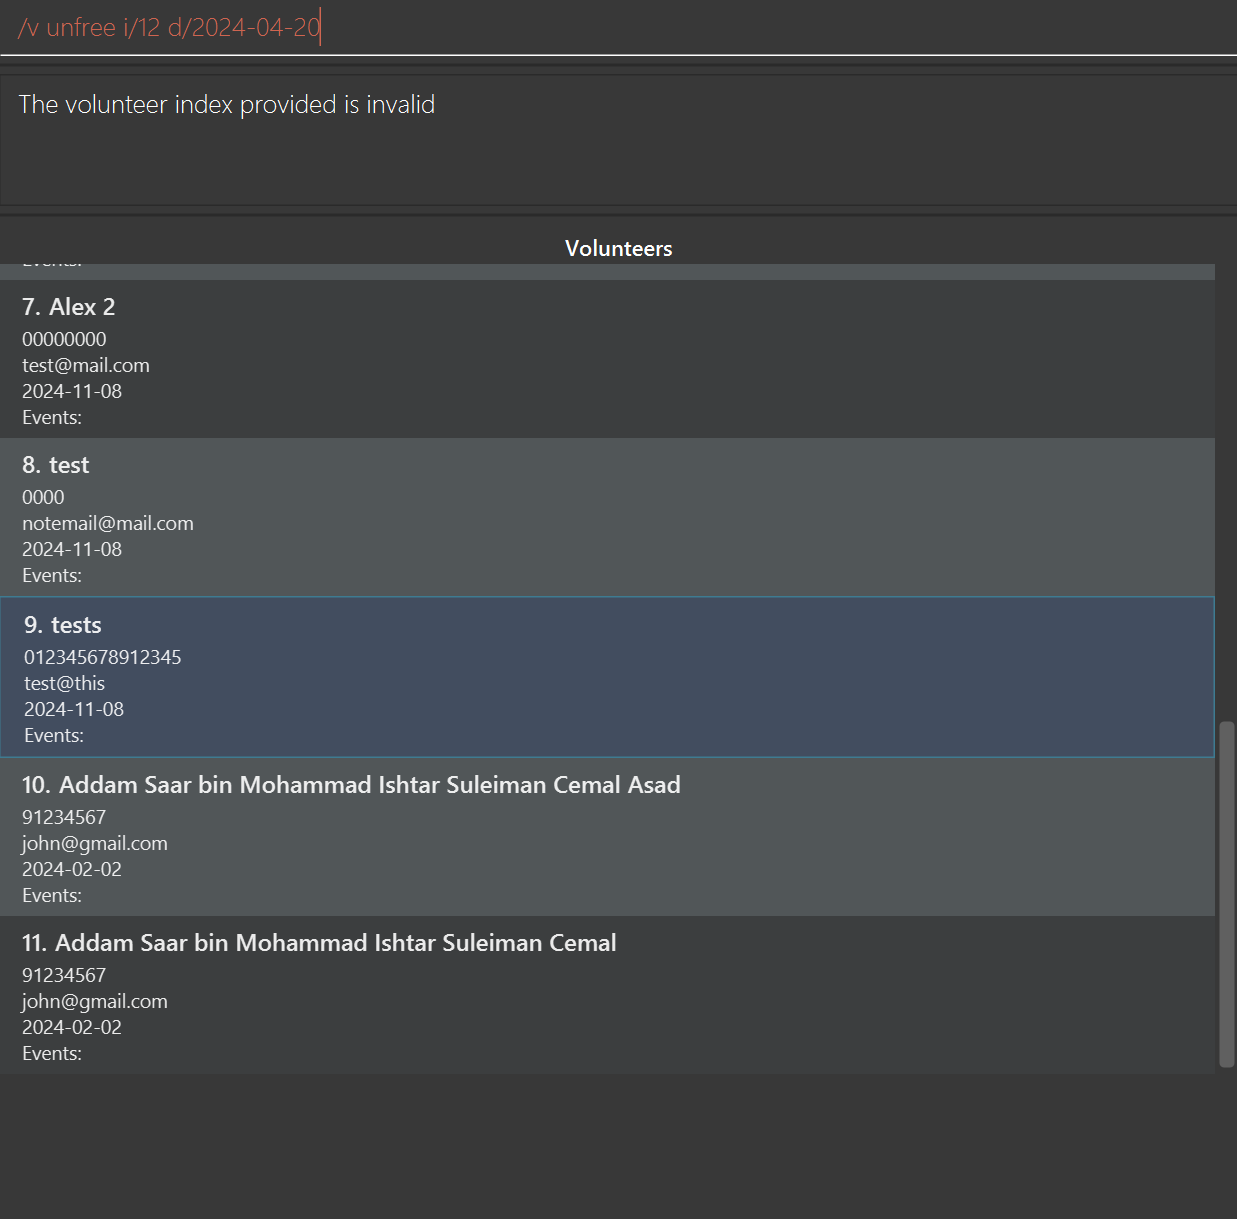 /v unfree i/12 d/2024-04-20
The volunteer index provided is invalid
Volunteers
Events:
7. Alex 2
00000000
test@mail.com
2024-11-08
Events:
8. test
0000
notemail@mail.com
2024-11-08
Events:
9. tests
012345678912345
test@this
2024-11-08
Events:
10. Addam Saar bin Mohammad Ishtar Suleiman Cemal Asad
91234567
john@gmail.com
2024-02-02
Events:
11. Addam Saar bin Mohammad Ishtar Suleiman Cemal
91234567
john@gmail.com
2024-02-02
Events: